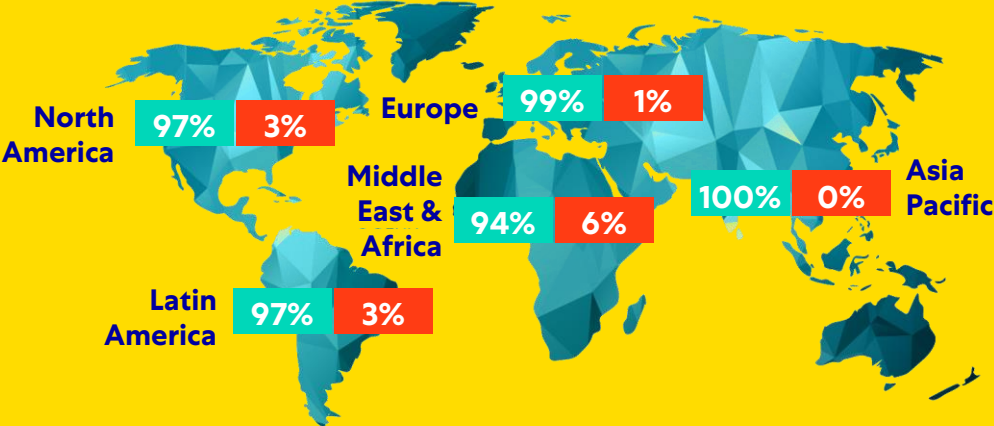 North
America
97% 3%
Europe
99% 1%
Middle
East &
Africa
94% 6%
Asia
Pacific
100% 0%
Latin
America
97% 3%